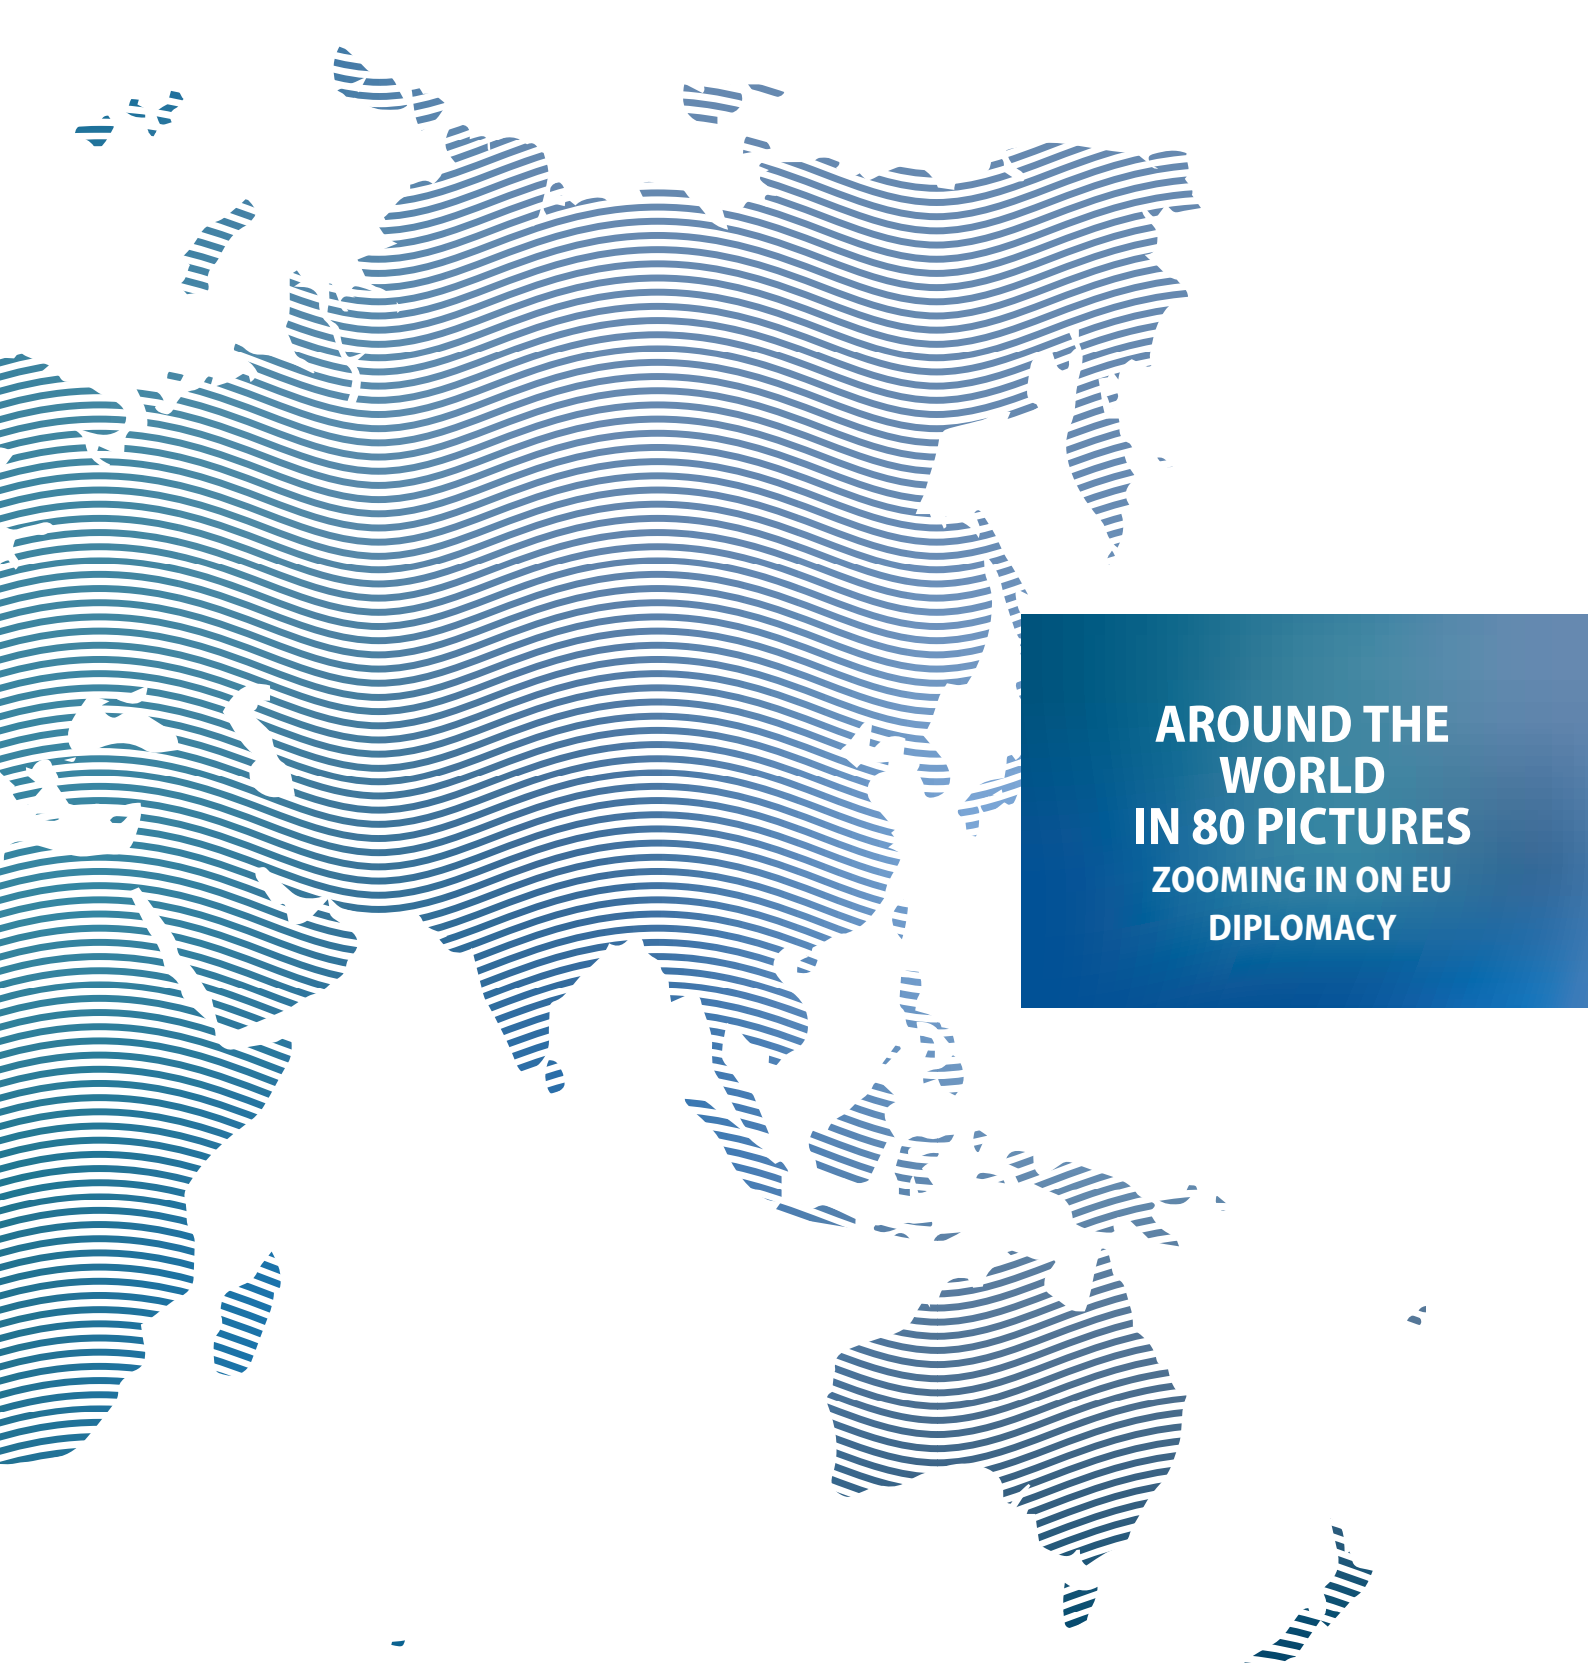 AROUND THE
WORLD
IN 80 PICTURES
ZOOMING IN ON EU
DIPLOMACY